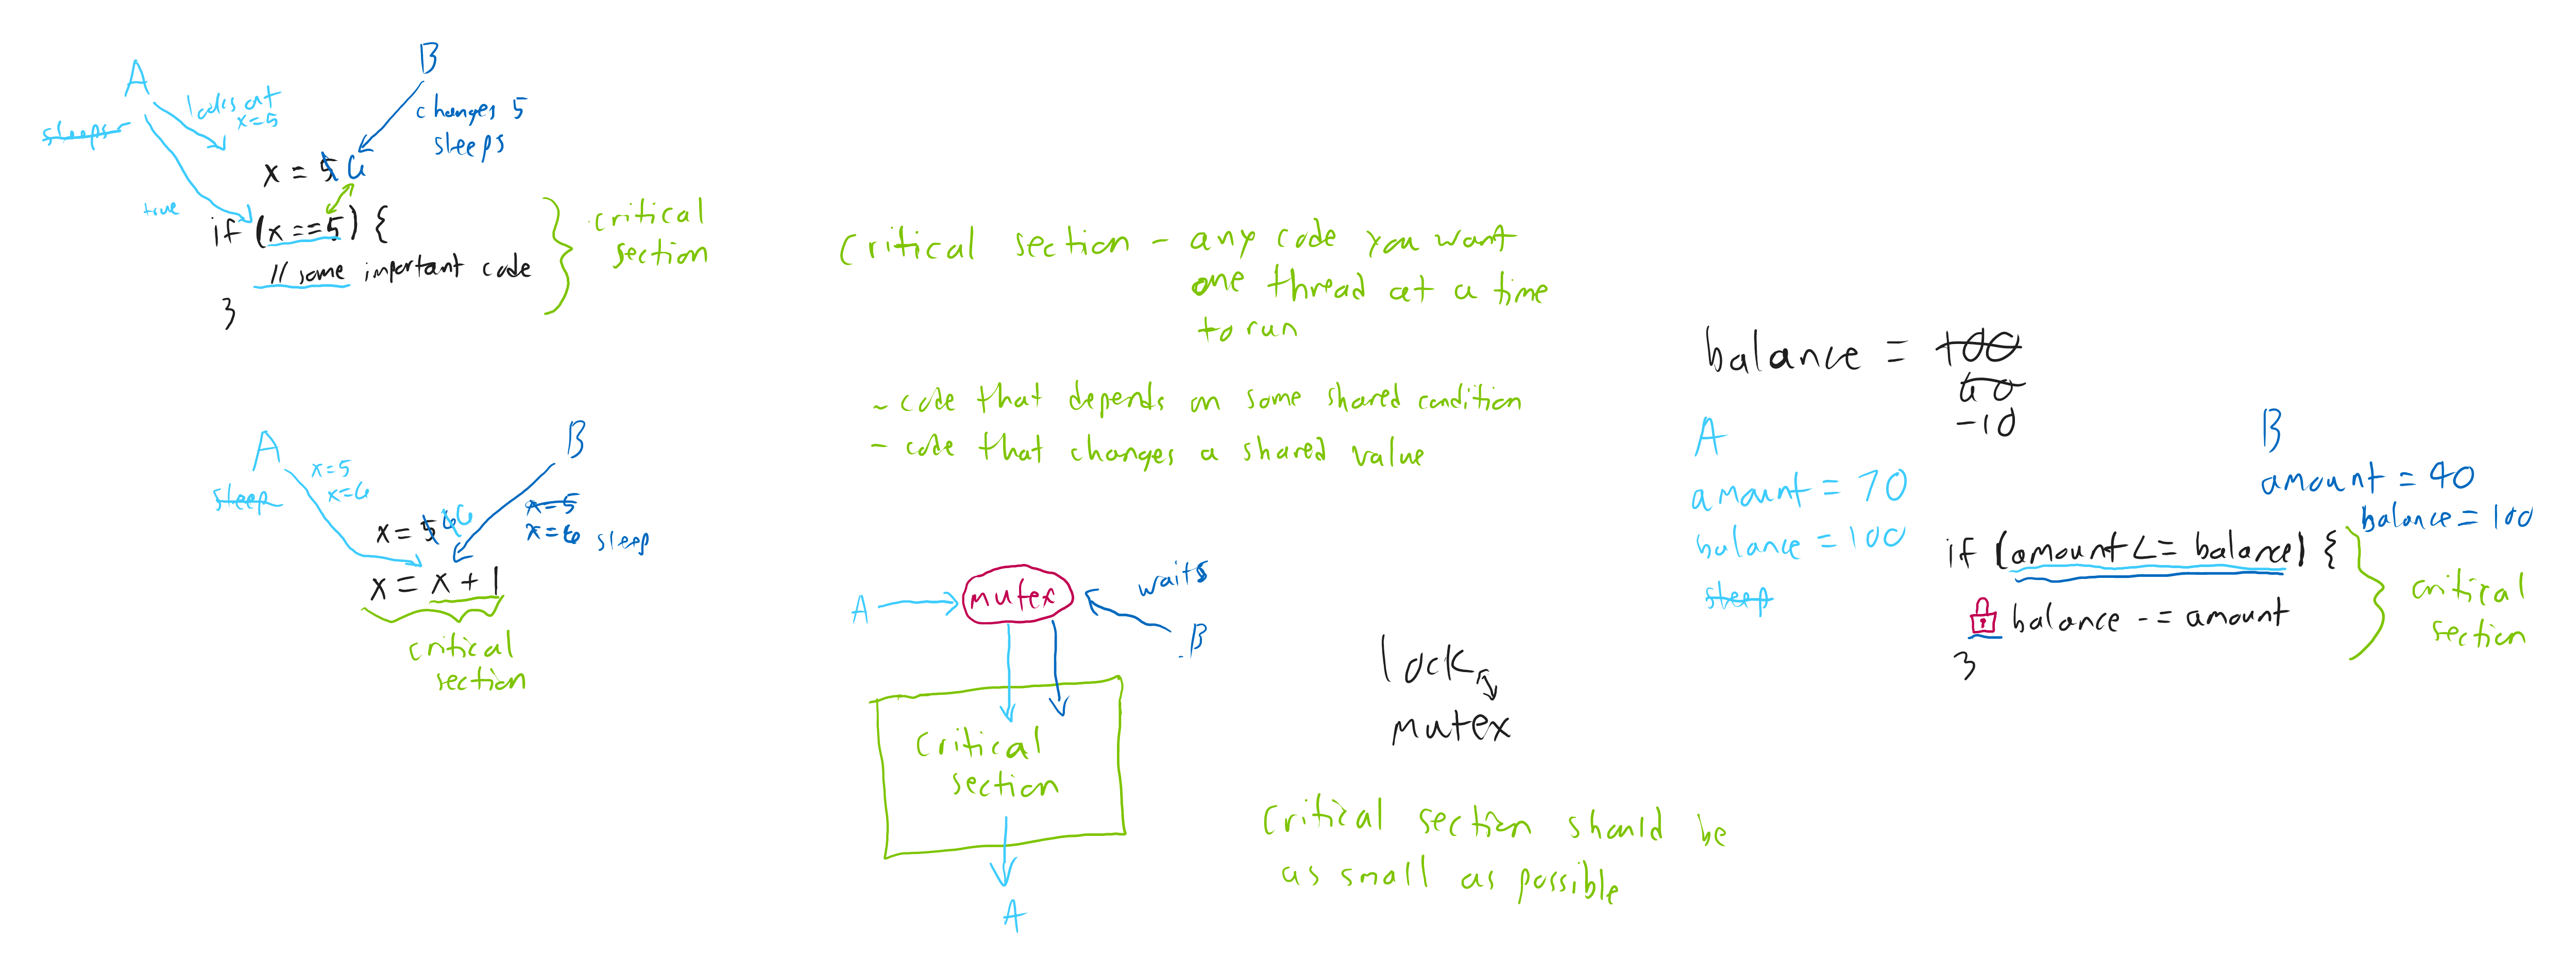 A
B
looks at
x=5
sleeps
changes 5
sleeps
x = 5 6
true
if (x==5) {
// some important code
}
critical
section
A
B
x=5
x=6
sleep
x=5
x=6 sleep
x = 5 6 6
x = x + 1
critical
section
Critical section - any code you want
one thread at a time
to run
- code that depends on some shared condition
- code that changes a shared value
A
mutex
waits
B
Critical
section
A
lock
mutex
Critical section should be
as small as possible
balance = 100
60
-10
A
amount = 70
balance = 100
sleep
B
amount = 40
balance = 100
if (amount <= balance) {
balance -= amount
}
critical
section